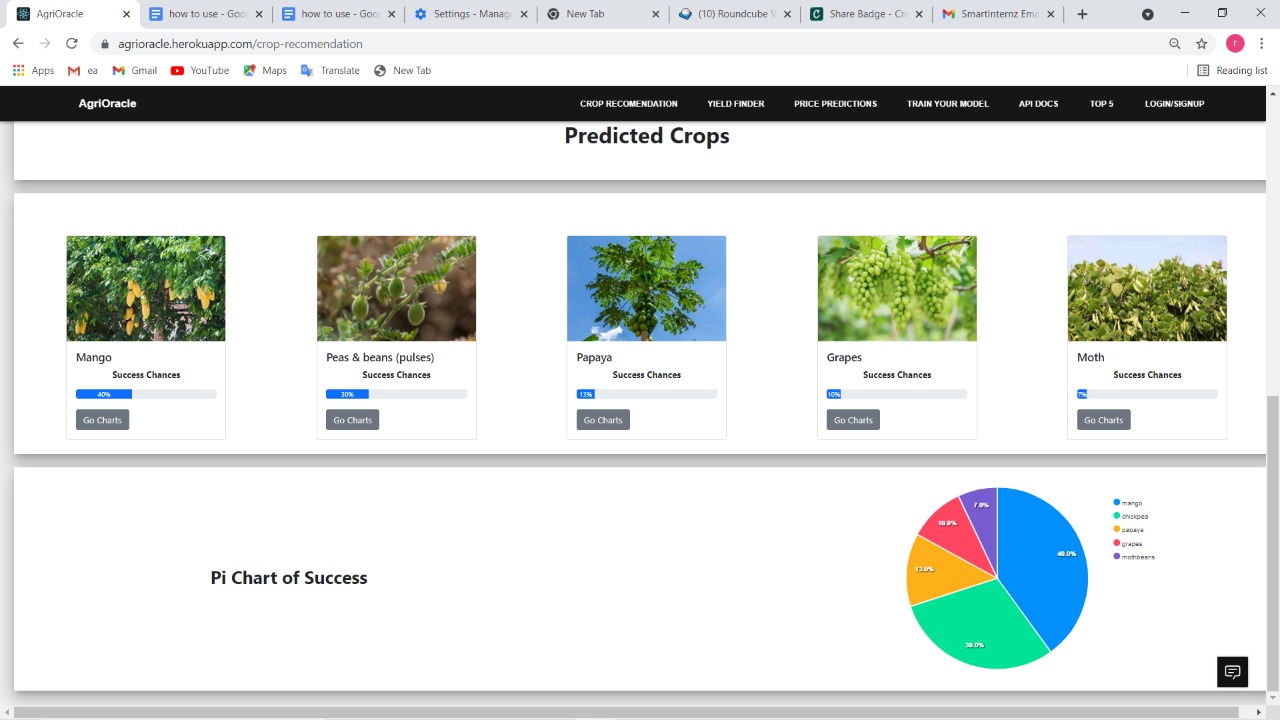 AgriOracle
how to use - Goo
how to use - Goo
Settings - Manage
New Tab
(10) Roundcube W
Share Badge - Cr
SmartInternz Ema
agrioracle.herokuapp.com/crop-recomendation
r
Apps
ea
Gmail
YouTube
Maps
Translate
New Tab
Reading list
AgriOracle
CROP RECOMENDATION
YIELD FINDER
PRICE PREDICTIONS
TRAIN YOUR MODEL
API DOCS
TOP 5
LOGIN/SIGNUP
Predicted Crops
Mango
Success Chances
40%
Go Charts
Peas & beans (pulses)
Success Chances
30%
Go Charts
Papaya
Success Chances
13%
Go Charts
Grapes
Success Chances
10%
Go Charts
Moth
Success Chances
7%
Go Charts
Pi Chart of Success
7.0%
10.0%
13.0%
30.0%
40.0%
mango
chickpea
papaya
grapes
mothbeans